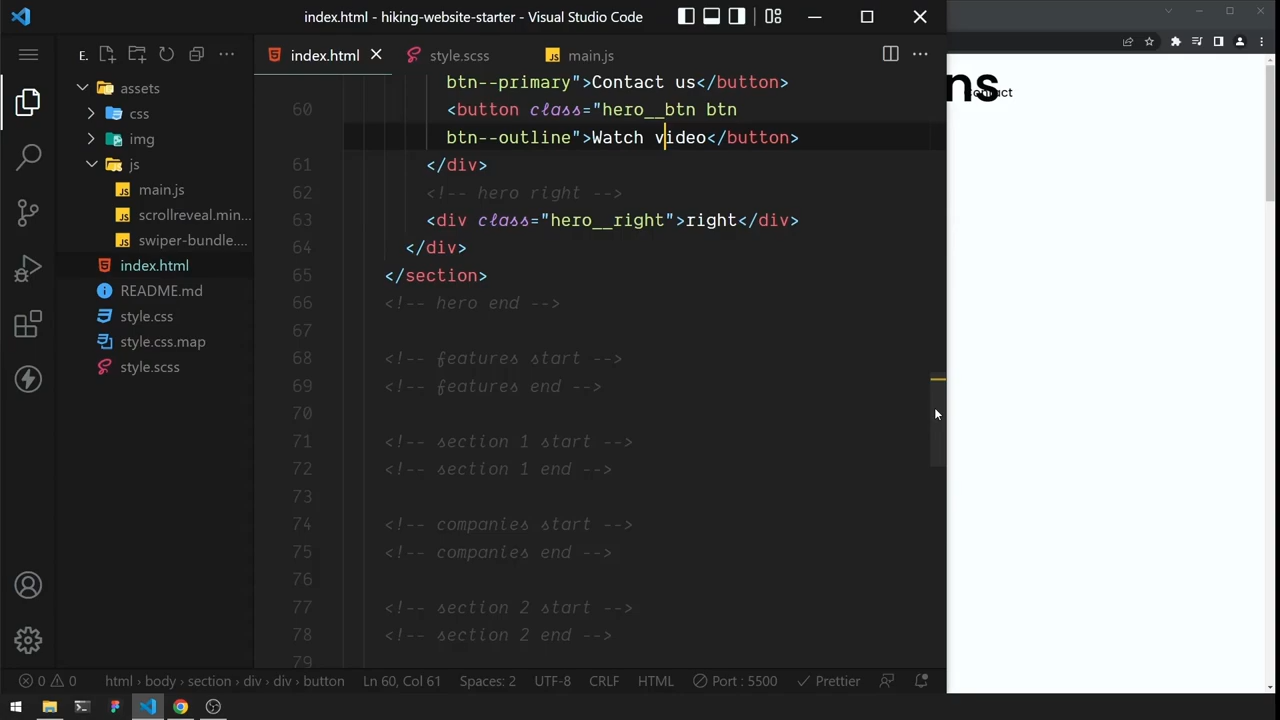 index.html - hiking-website-starter - Visual Studio Code
E.
index.html
style.scss
main.js
assets
css
img
js
main.js
scrollreveal.min...
swiper-bundle....
index.html
README.md
style.css
style.css.map
style.scss
btn--primary">Contact us</button>
60 <button class="hero__btn btn
btn--outline">Watch video</button>
61 </div>
62 <!-- hero right -->
63 <div class="hero__right">right</div>
64 </div>
65 </section>
66 <!-- hero end -->
67
68 <!-- features start -->
69 <!-- features end -->
70
71 <!-- section 1 start -->
72 <!-- section 1 end -->
73
74 <!-- companies start -->
75 <!-- companies end -->
76
77 <!-- section 2 start -->
78 <!-- section 2 end -->
79
ns
Contact
0 0 html › body › section › div › div › button Ln 60, Col 61 Spaces: 2 UTF-8 CRLF HTML Port : 5500 Prettier